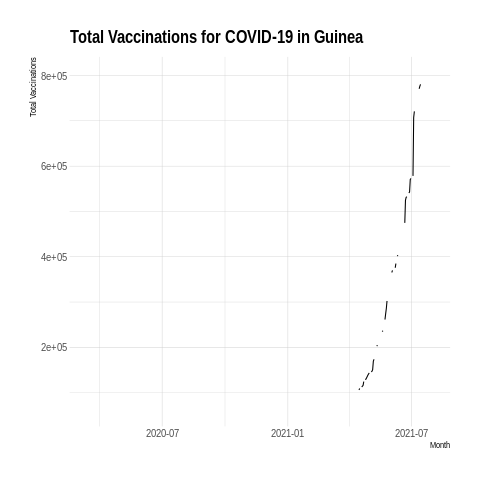 Total Vaccinations for COVID-19 in Guinea
Total Vaccinations
8e+05
6e+05
4e+05
2e+05
2020-07
2021-01
2021-07
Month